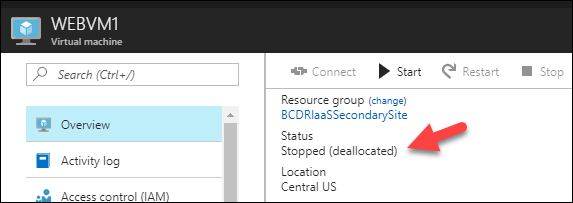 WEBVM1
Virtual machine
Search (Ctrl+/)
Overview
Activity log
Access control (IAM)
Connect Start Restart Stop
Resource group (change)
BCDRIaaSSecondarySite
Status
Stopped (deallocated)
Location
Central US